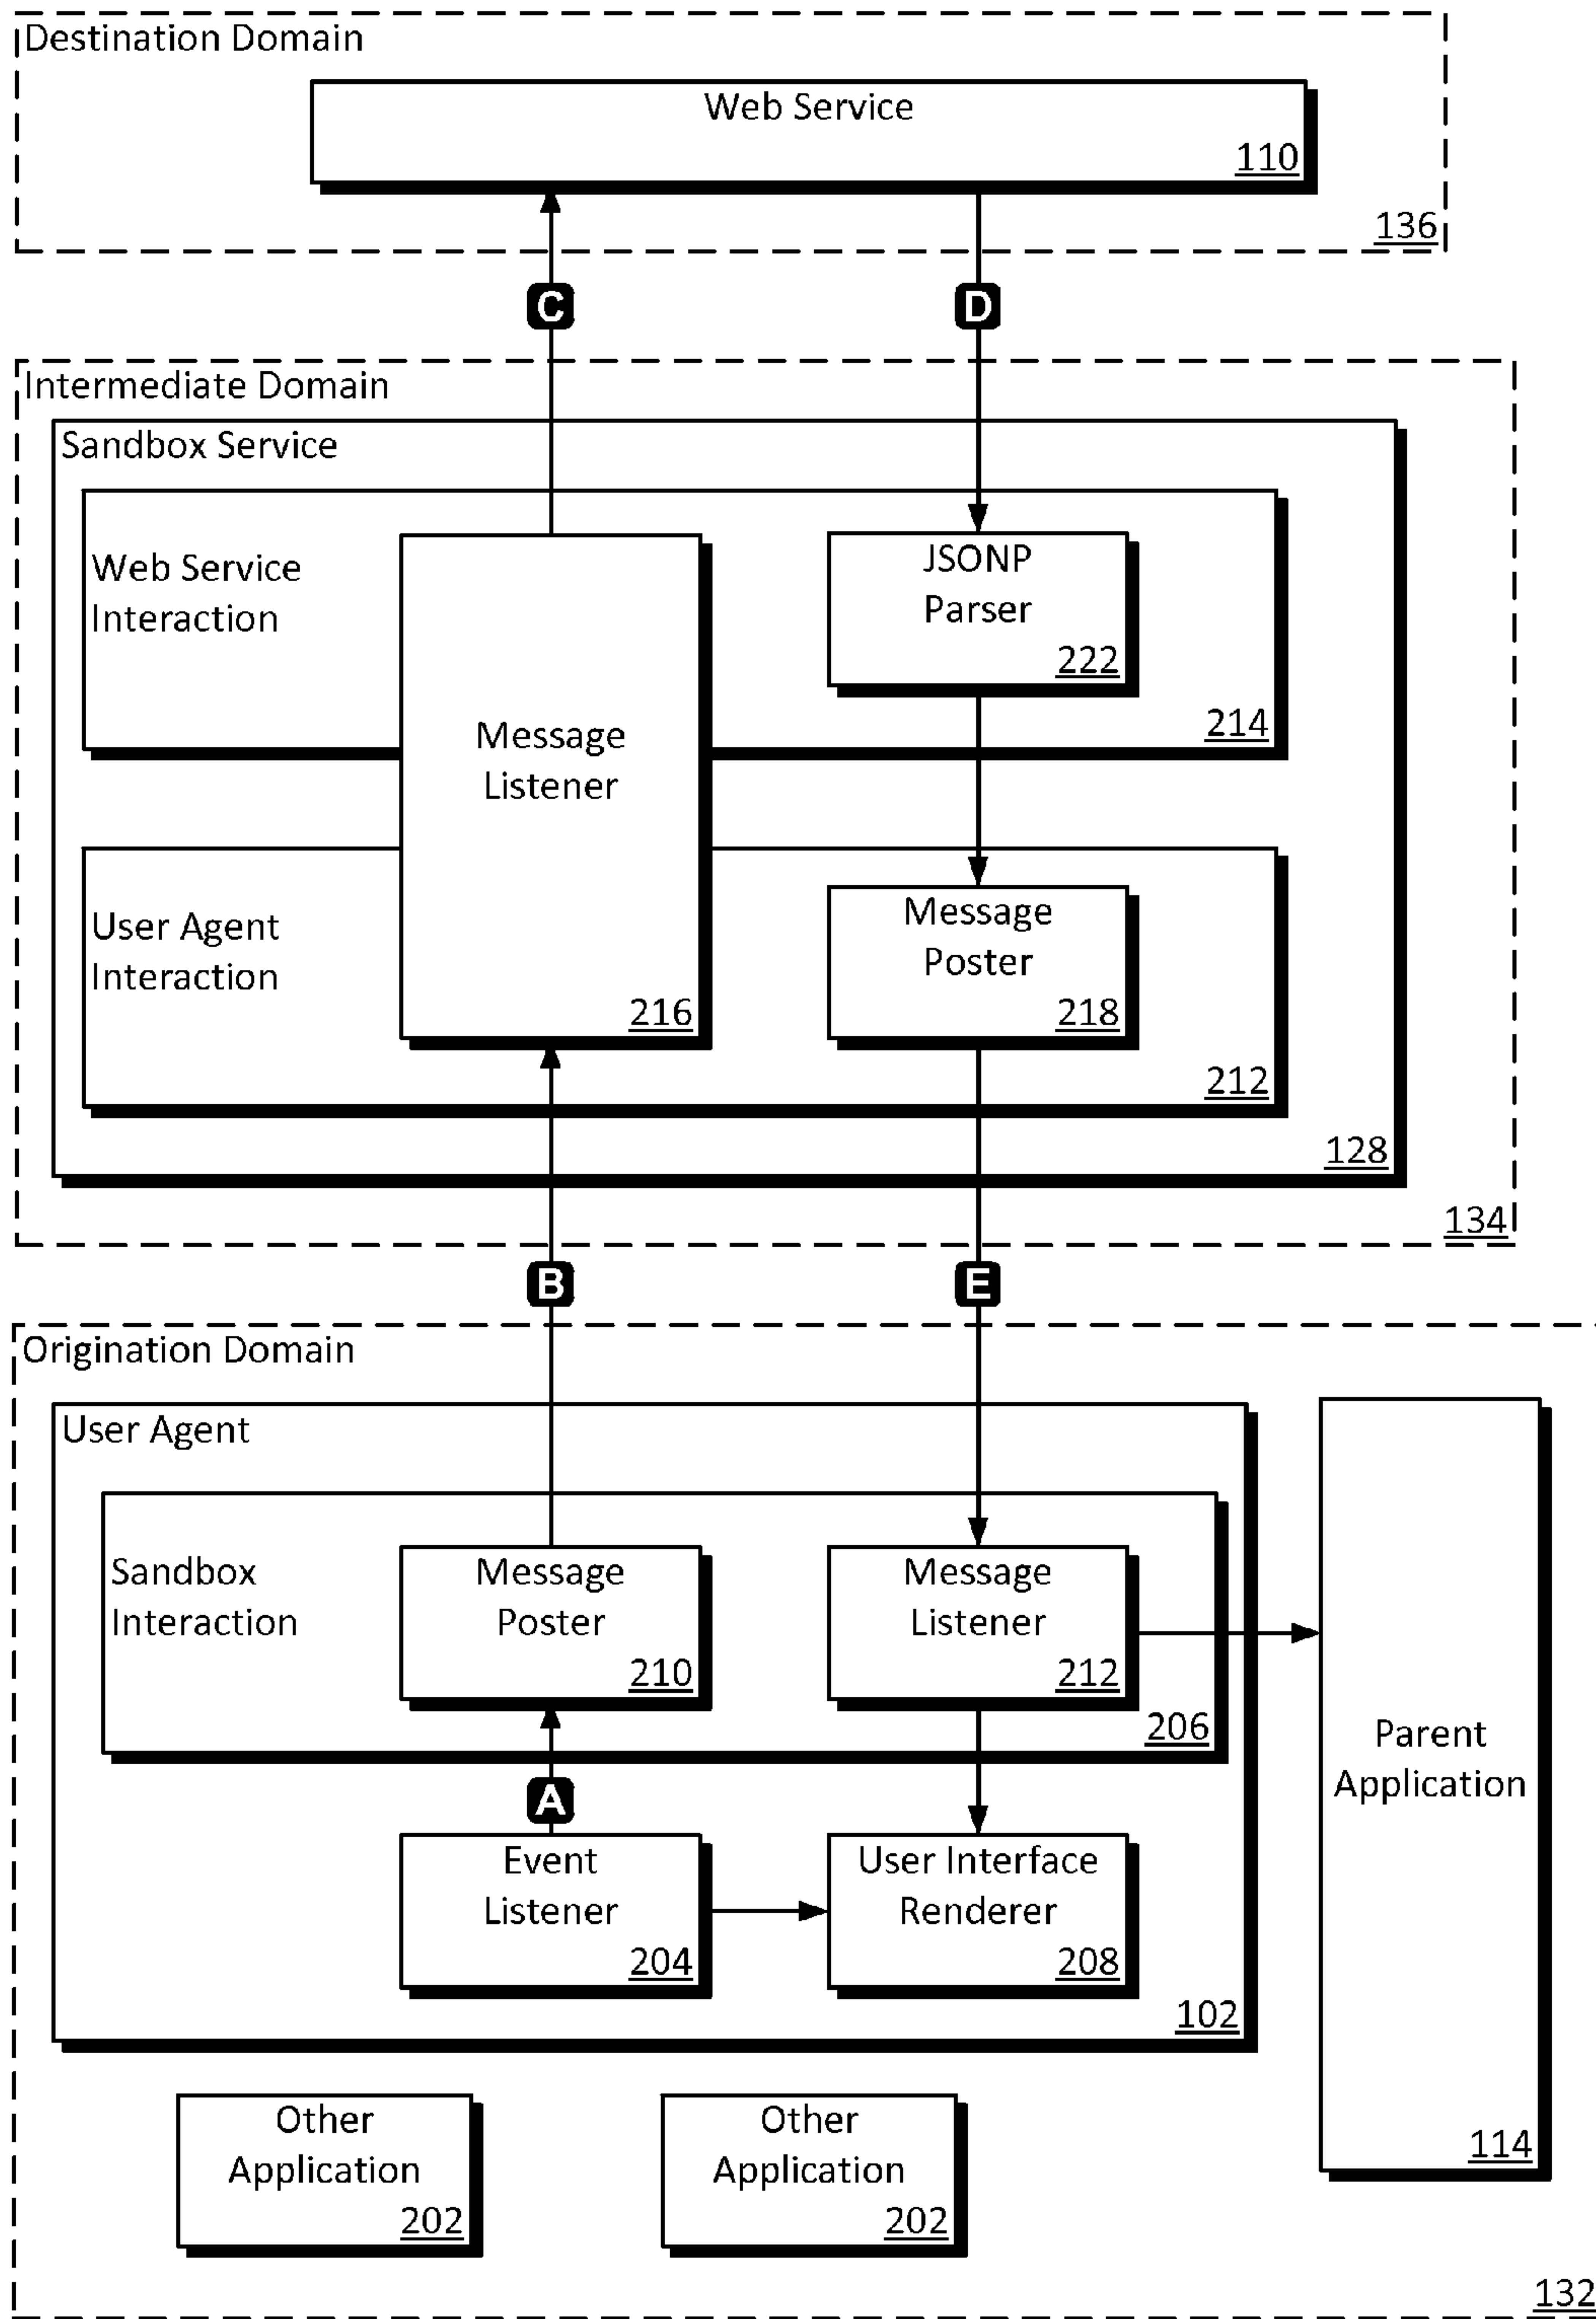 Destination Domain
Web Service
110
136
C
D
Intermediate Domain
Sandbox Service
Web Service
Interaction
JSONP
Parser
222
214
Message
Listener
216
User Agent
Interaction
Message
Poster
218
212
128
134
B
E
Origination Domain
User Agent
Sandbox
Interaction
Message
Poster
210
Message
Listener
212
206
A
Event
Listener
204
User Interface
Renderer
208
102
Parent
Application
114
Other
Application
202
Other
Application
202
132